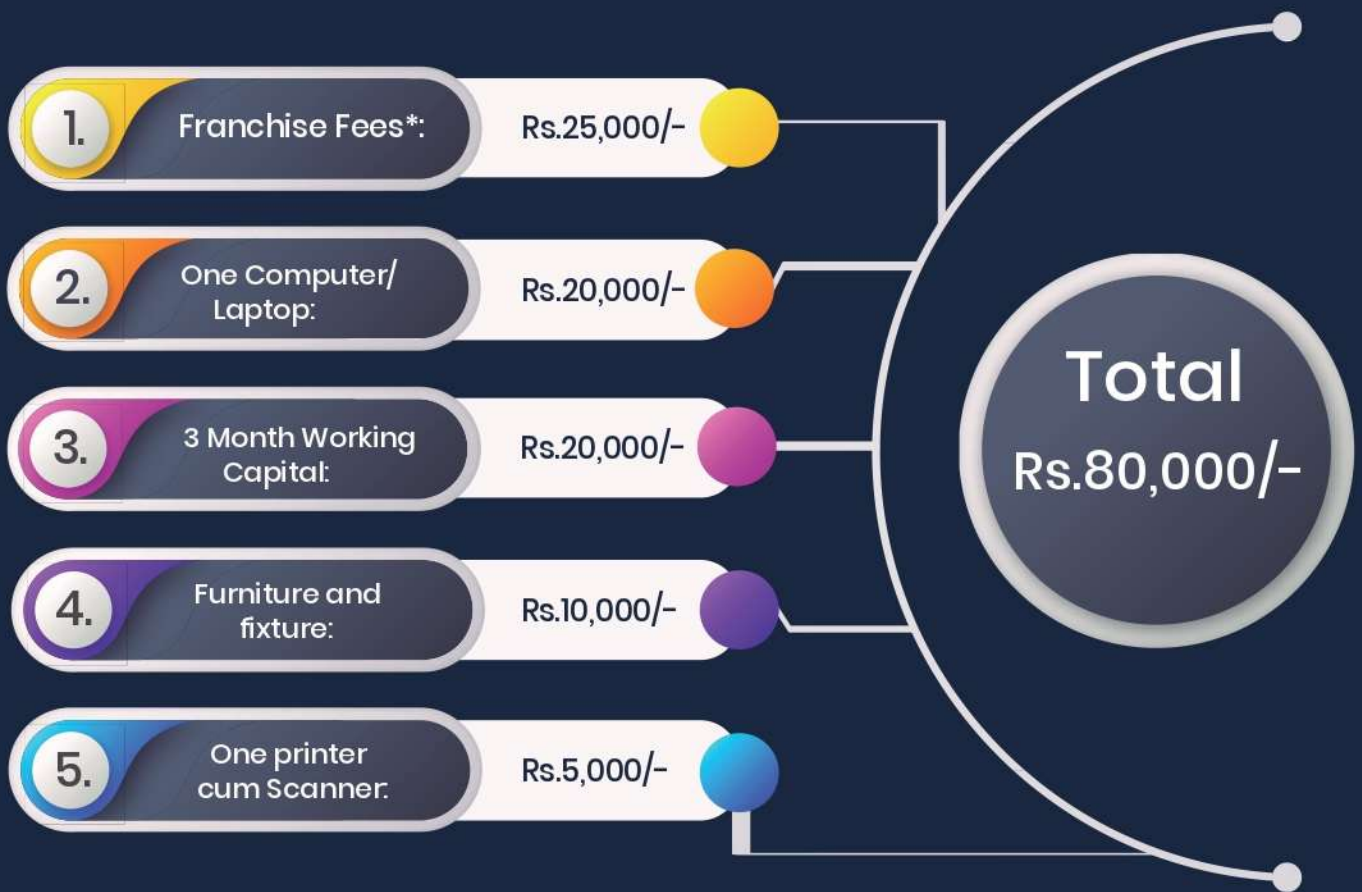 1.
Franchise Fees*:
Rs.25,000/-
2.
One Computer/
Laptop:
Rs.20,000/-
3.
3 Month Working
Capital:
Rs.20,000/-
4.
Furniture and
fixture:
Rs.10,000/-
5.
One printer
cum Scanner:
Rs.5,000/-
Total
Rs.80,000/-